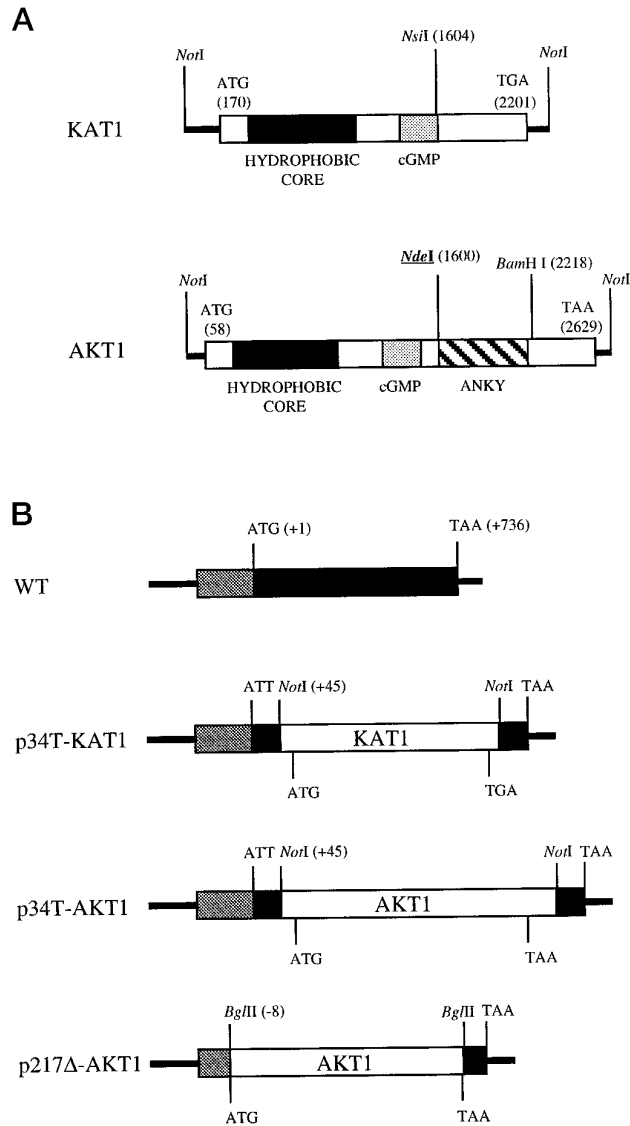 A
NsiI (1604)
NotI
NotI
ATG
(170)
TGA
(2201)
KAT1
HYDROPHOBIC
CORE
cGMP
NdeI (1600)
BamH I (2218)
NotI
NotI
ATG
(58)
TAA
(2629)
AKT1
HYDROPHOBIC
CORE
cGMP
ANKY
B
ATG (+1)
TAA (+736)
WT
ATT NotI (+45)
NotI TAA
p34T-KAT1
KAT1
ATG
TGA
ATT NotI (+45)
NotI TAA
p34T-AKT1
AKT1
ATG
TAA
BglII (-8)
BglII TAA
p217Δ-AKT1
AKT1
ATG
TAA